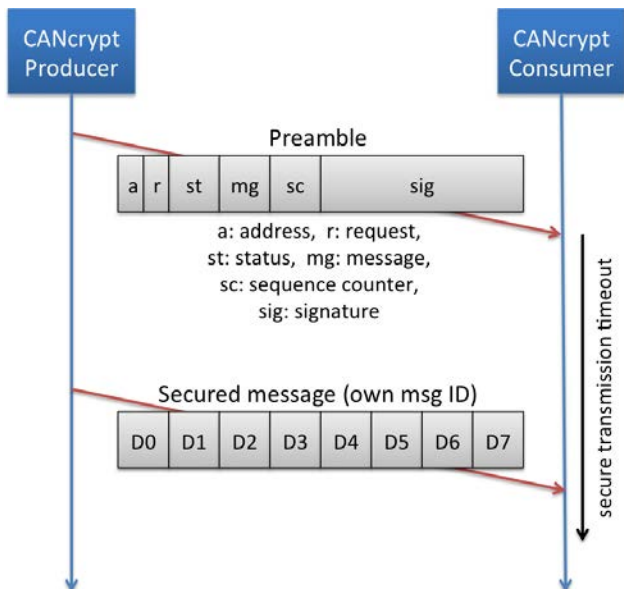 CANcrypt
Producer
CANcrypt
Consumer
Preamble
a r st mg sc sig
a: address, r: request,
st: status, mg: message,
sc: sequence counter,
sig: signature
secure transmission timeout
Secured message (own msg ID)
D0 D1 D2 D3 D4 D5 D6 D7